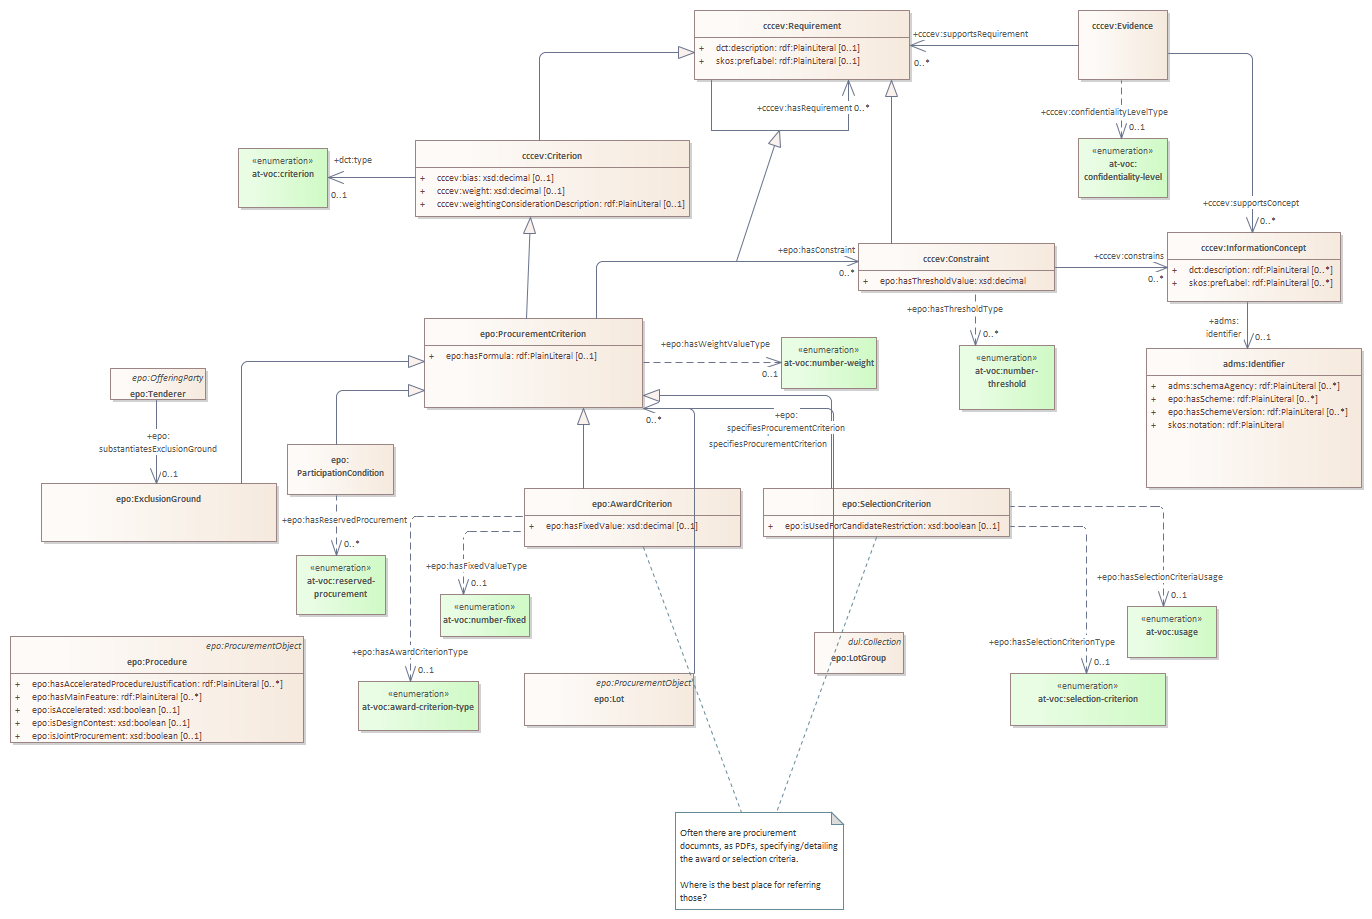 cccev:Requirement
+ dct:description: rdf:PlainLiteral [0..1]
+ skos:prefLabel: rdf:PlainLiteral [0..1]
+cccev:supportsRequirement
0..*
cccev:Evidence
+cccev:hasRequirement 0..*
+cccev:confidentialityLevelType
0..1
«enumeration»
at-voc:
confidentiality-level
«enumeration»
at-voc:criterion
+dct:type
0..1
cccev:Criterion
+ cccev:bias: xsd:decimal [0..1]
+ cccev:weight: xsd:decimal [0..1]
+ cccev:weightingConsiderationDescription: rdf:PlainLiteral [0..1]
+cccev:supportsConcept
0..*
+epo:hasConstraint
0..*
cccev:Constraint
+ epo:hasThresholdValue: xsd:decimal
+cccev:constrains
0..*
cccev:InformationConcept
+ dct:description: rdf:PlainLiteral [0..*]
+ skos:prefLabel: rdf:PlainLiteral [0..*]
+epo:hasThresholdType
0..*
+adms:
identifier
0..1
epo:ProcurementCriterion
+ epo:hasFormula: rdf:PlainLiteral [0..1]
+epo:hasWeightValueType
0..1
«enumeration»
at-voc:number-weight
«enumeration»
at-voc:number-
threshold
adms:Identifier
+ adms:schemaAgency: rdf:PlainLiteral [0..*]
+ epo:hasScheme: rdf:PlainLiteral [0..*]
+ epo:hasSchemeVersion: rdf:PlainLiteral [0..*]
+ skos:notation: rdf:PlainLiteral
epo:OfferingParty
epo:Tenderer
+epo:
substantiatesExclusionGround
0..1
0..*
+epo:
specifiesProcurementCriterion
specifiesProcurementCriterion
epo:
ParticipationCondition
epo:ExclusionGround
+epo:hasReservedProcurement
0..*
«enumeration»
at-voc:reserved-
procurement
epo:AwardCriterion
+ epo:hasFixedValue: xsd:decimal [0..1]
epo:SelectionCriterion
+ epo:isUsedForCandidateRestriction: xsd:boolean [0..1]
+epo:hasFixedValueType
0..1
«enumeration»
at-voc:number-fixed
+epo:hasSelectionCriteriaUsage
0..1
«enumeration»
at-voc:usage
+epo:hasAwardCriterionType
0..1
«enumeration»
at-voc:award-criterion-type
+epo:hasSelectionCriterionType
0..1
«enumeration»
at-voc:selection-criterion
dul:Collection
epo:LotGroup
epo:ProcurementObject
epo:Lot
epo:ProcurementObject
epo:Procedure
+ epo:hasAcceleratedProcedureJustification: rdf:PlainLiteral [0..*]
+ epo:hasMainFeature: rdf:PlainLiteral [0..*]
+ epo:isAccelerated: xsd:boolean [0..1]
+ epo:isDesignContest: xsd:boolean [0..1]
+ epo:isJointProcurement: xsd:boolean [0..1]
Often there are prociurement
documnts, as PDFs, specifying/detailing
the award or selection criteria.
Where is the best place for referring
those?